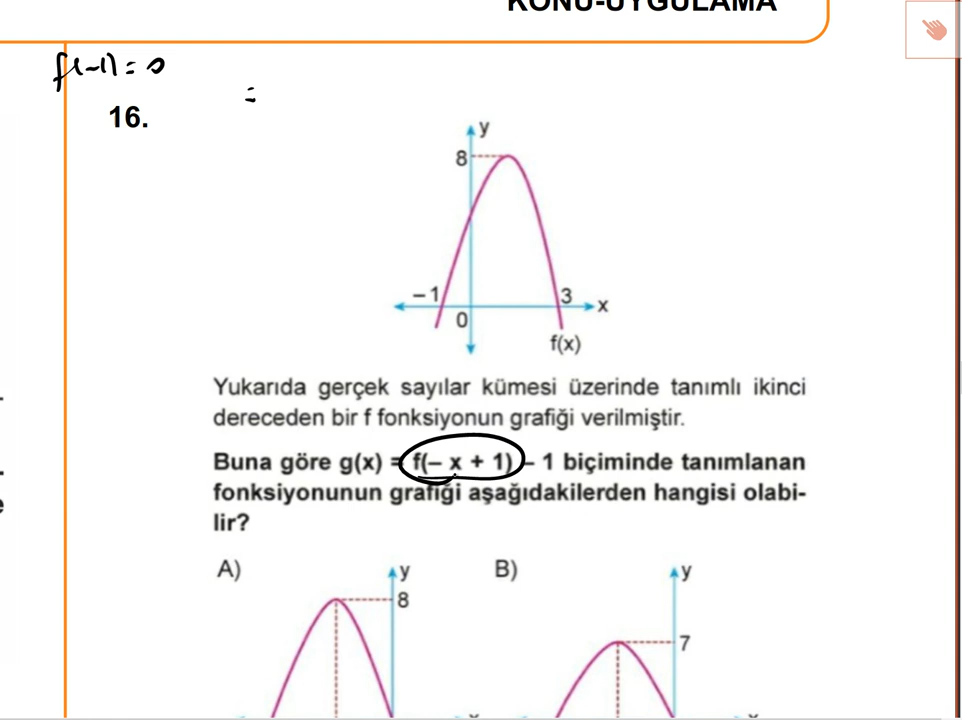 KONU-UYGULAMA
f(-1) = 0
=
16.
y
8
-1
3
x
0
f(x)
Yukarıda gerçek sayılar kümesi üzerinde tanımlı ikinci
dereceden bir f fonksiyonun grafiği verilmiştir.
Buna göre g(x) = f(– x + 1) – 1 biçiminde tanımlanan
fonksiyonunun grafiği aşağıdakilerden hangisi olabi-
lir?
A)
y
8
B)
y
7